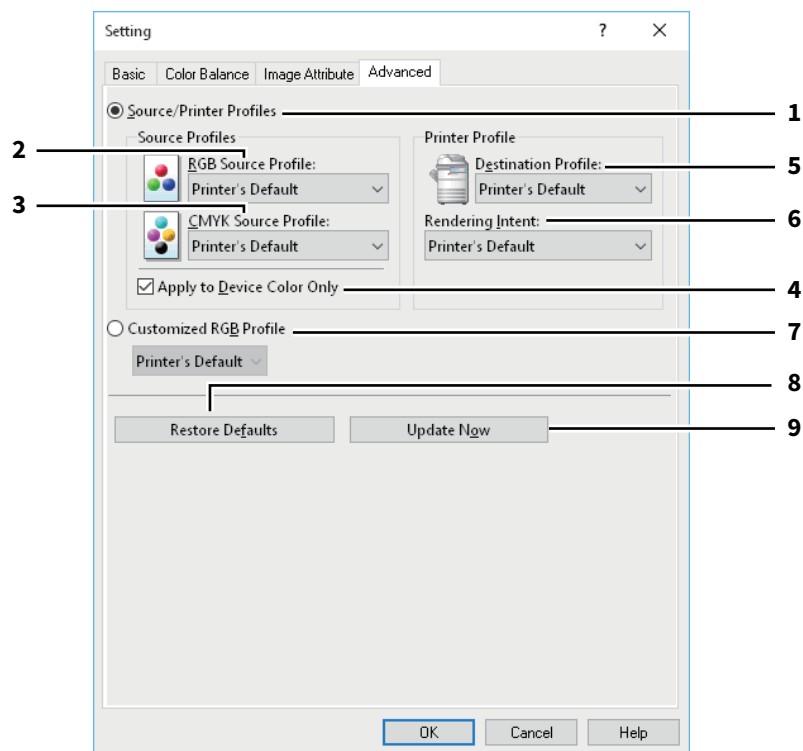 Setting ? ×
Basic Color Balance Image Attribute Advanced
Source/Printer Profiles 1
Source Profiles Printer Profile
2 RGB Source Profile: Destination Profile: 5
Printer's Default Printer's Default
3 CMYK Source Profile: Rendering Intent: 6
Printer's Default Printer's Default
Apply to Device Color Only 4
Customized RGB Profile 7
Printer's Default
8
Restore Defaults Update Now 9
OK Cancel Help